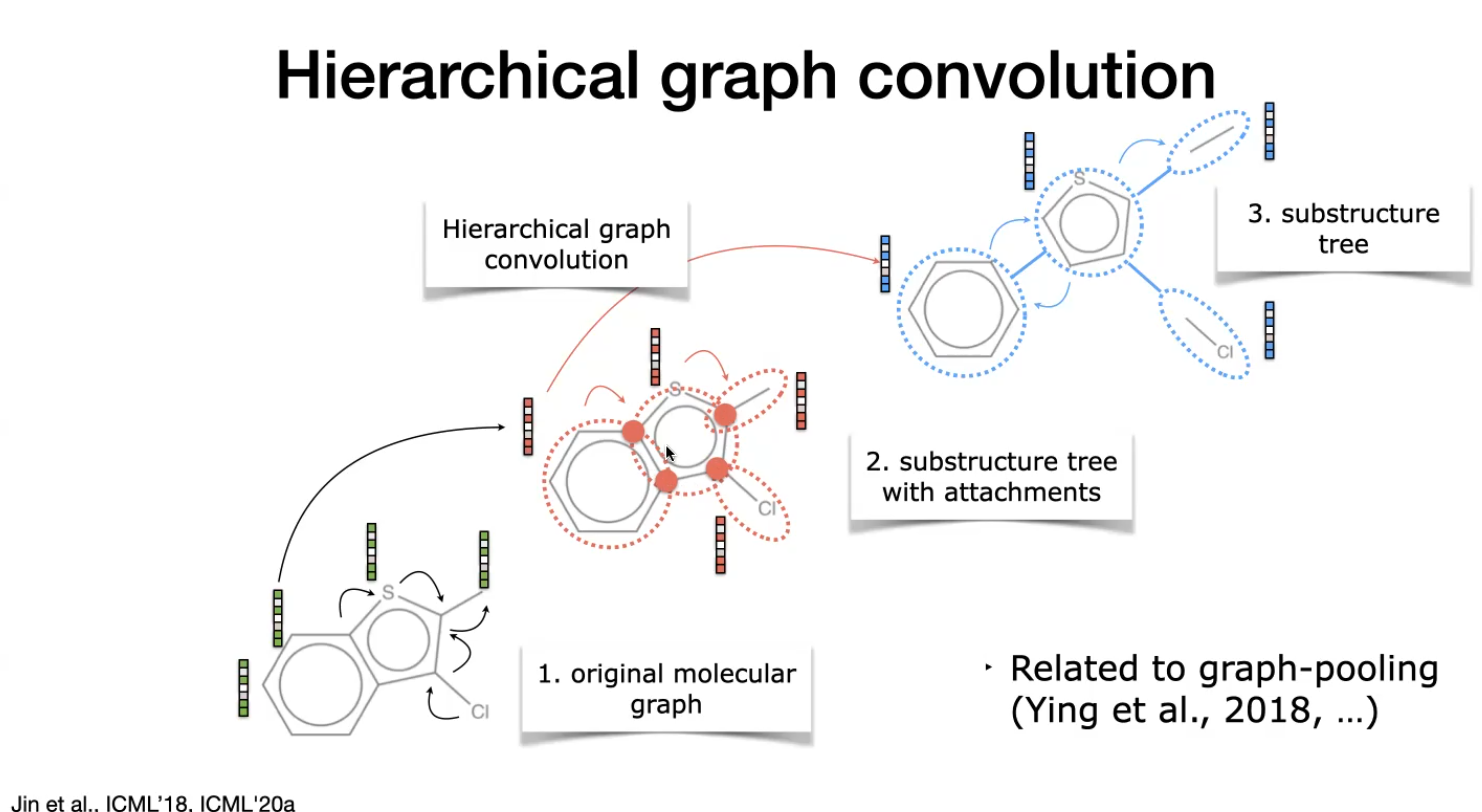 Hierarchical graph convolution
Hierarchical graph
convolution
S
3. substructure
tree
Cl
S
Cl
2. substructure tree
with attachments
S
Cl
1. original molecular
graph
‣ Related to graph-pooling
(Ying et al., 2018, …)
Jin et al., ICML’18, ICML'20a